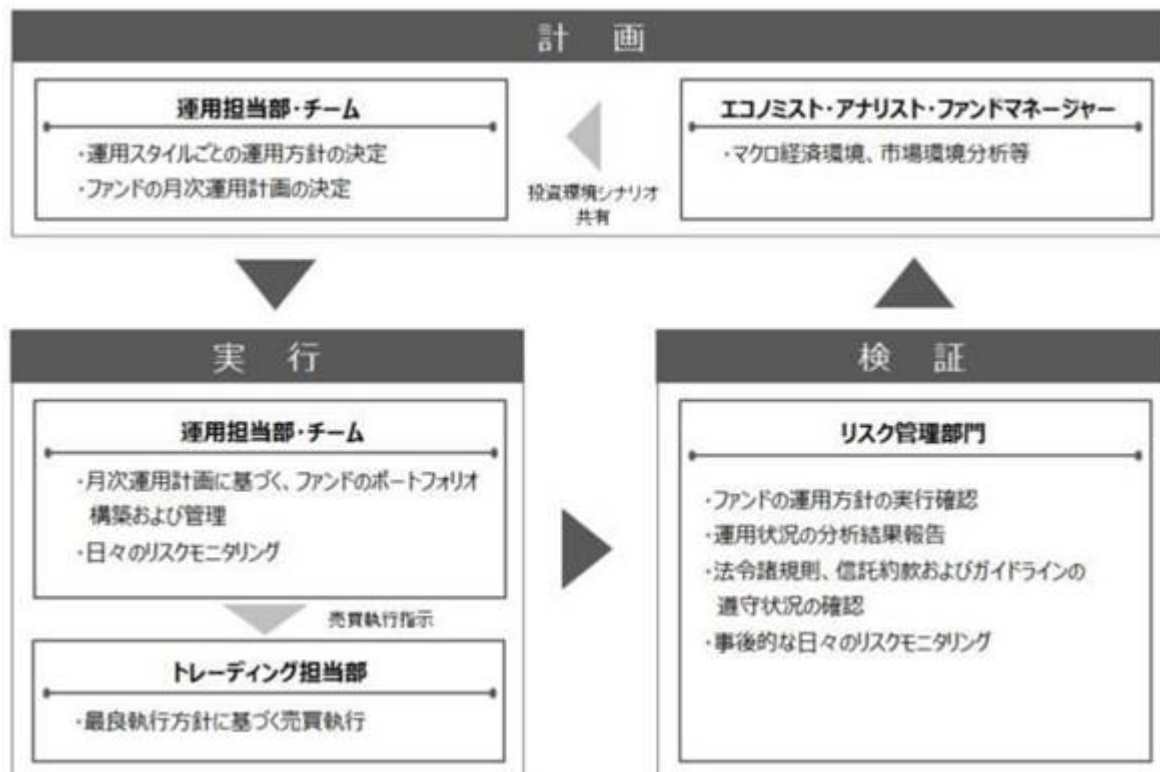 計 画
運用担当部・チーム
・運用スタイルごとの運用方針の決定
・ファンドの月次運用計画の決定
投資環境シナリオ
共有
エコノミスト・アナリスト・ファンドマネージャー
・マクロ経済環境、市場環境分析等
実 行
運用担当部・チーム
・月次運用計画に基づく、ファンドのポートフォリオ
構築および管理
・日々のリスクモニタリング
売買執行指示
トレーディング担当部
・最良執行方針に基づく売買執行
検 証
リスク管理部門
・ファンドの運用方針の実行確認
・運用状況の分析結果報告
・法令諸規則、信託約款およびガイドラインの
遵守状況の確認
・事後的な日々のリスクモニタリング